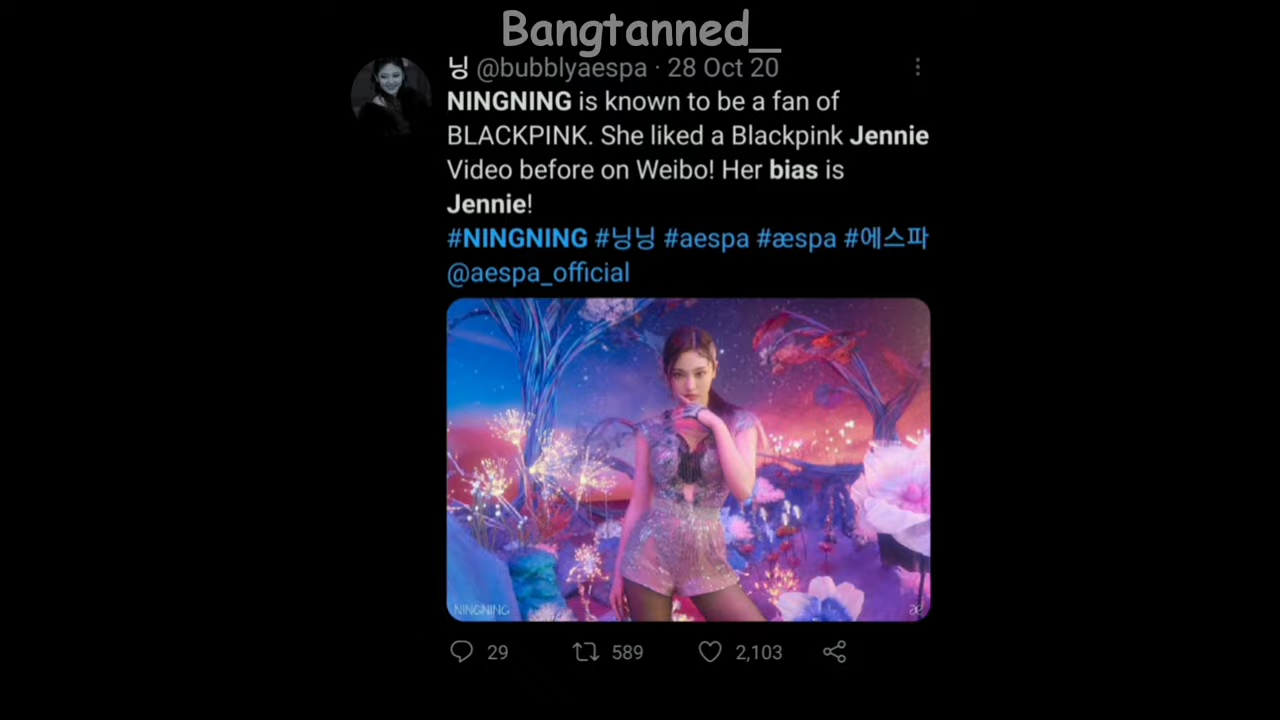 Bangtanned_
닝 @bubblyaespa · 28 Oct 20
NINGNING is known to be a fan of
BLACKPINK. She liked a Blackpink Jennie
Video before on Weibo! Her bias is
Jennie!
#NINGNING #닝닝 #aespa #æspa #에스파
@aespa_official
NINGNING
æ
29 589 2,103